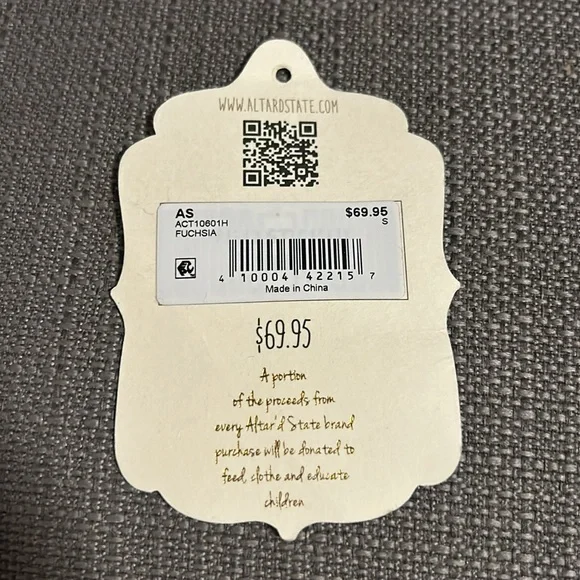 WWW.ALTARDSTATE.COM
AS $69.95
ACT10601H S
FUCHSIA
4 10004 42215 7
Made in China
$69.95
A portion
of the proceeds from
every Altar'd State brand
purchase will be donated to
feed, clothe and educate
children